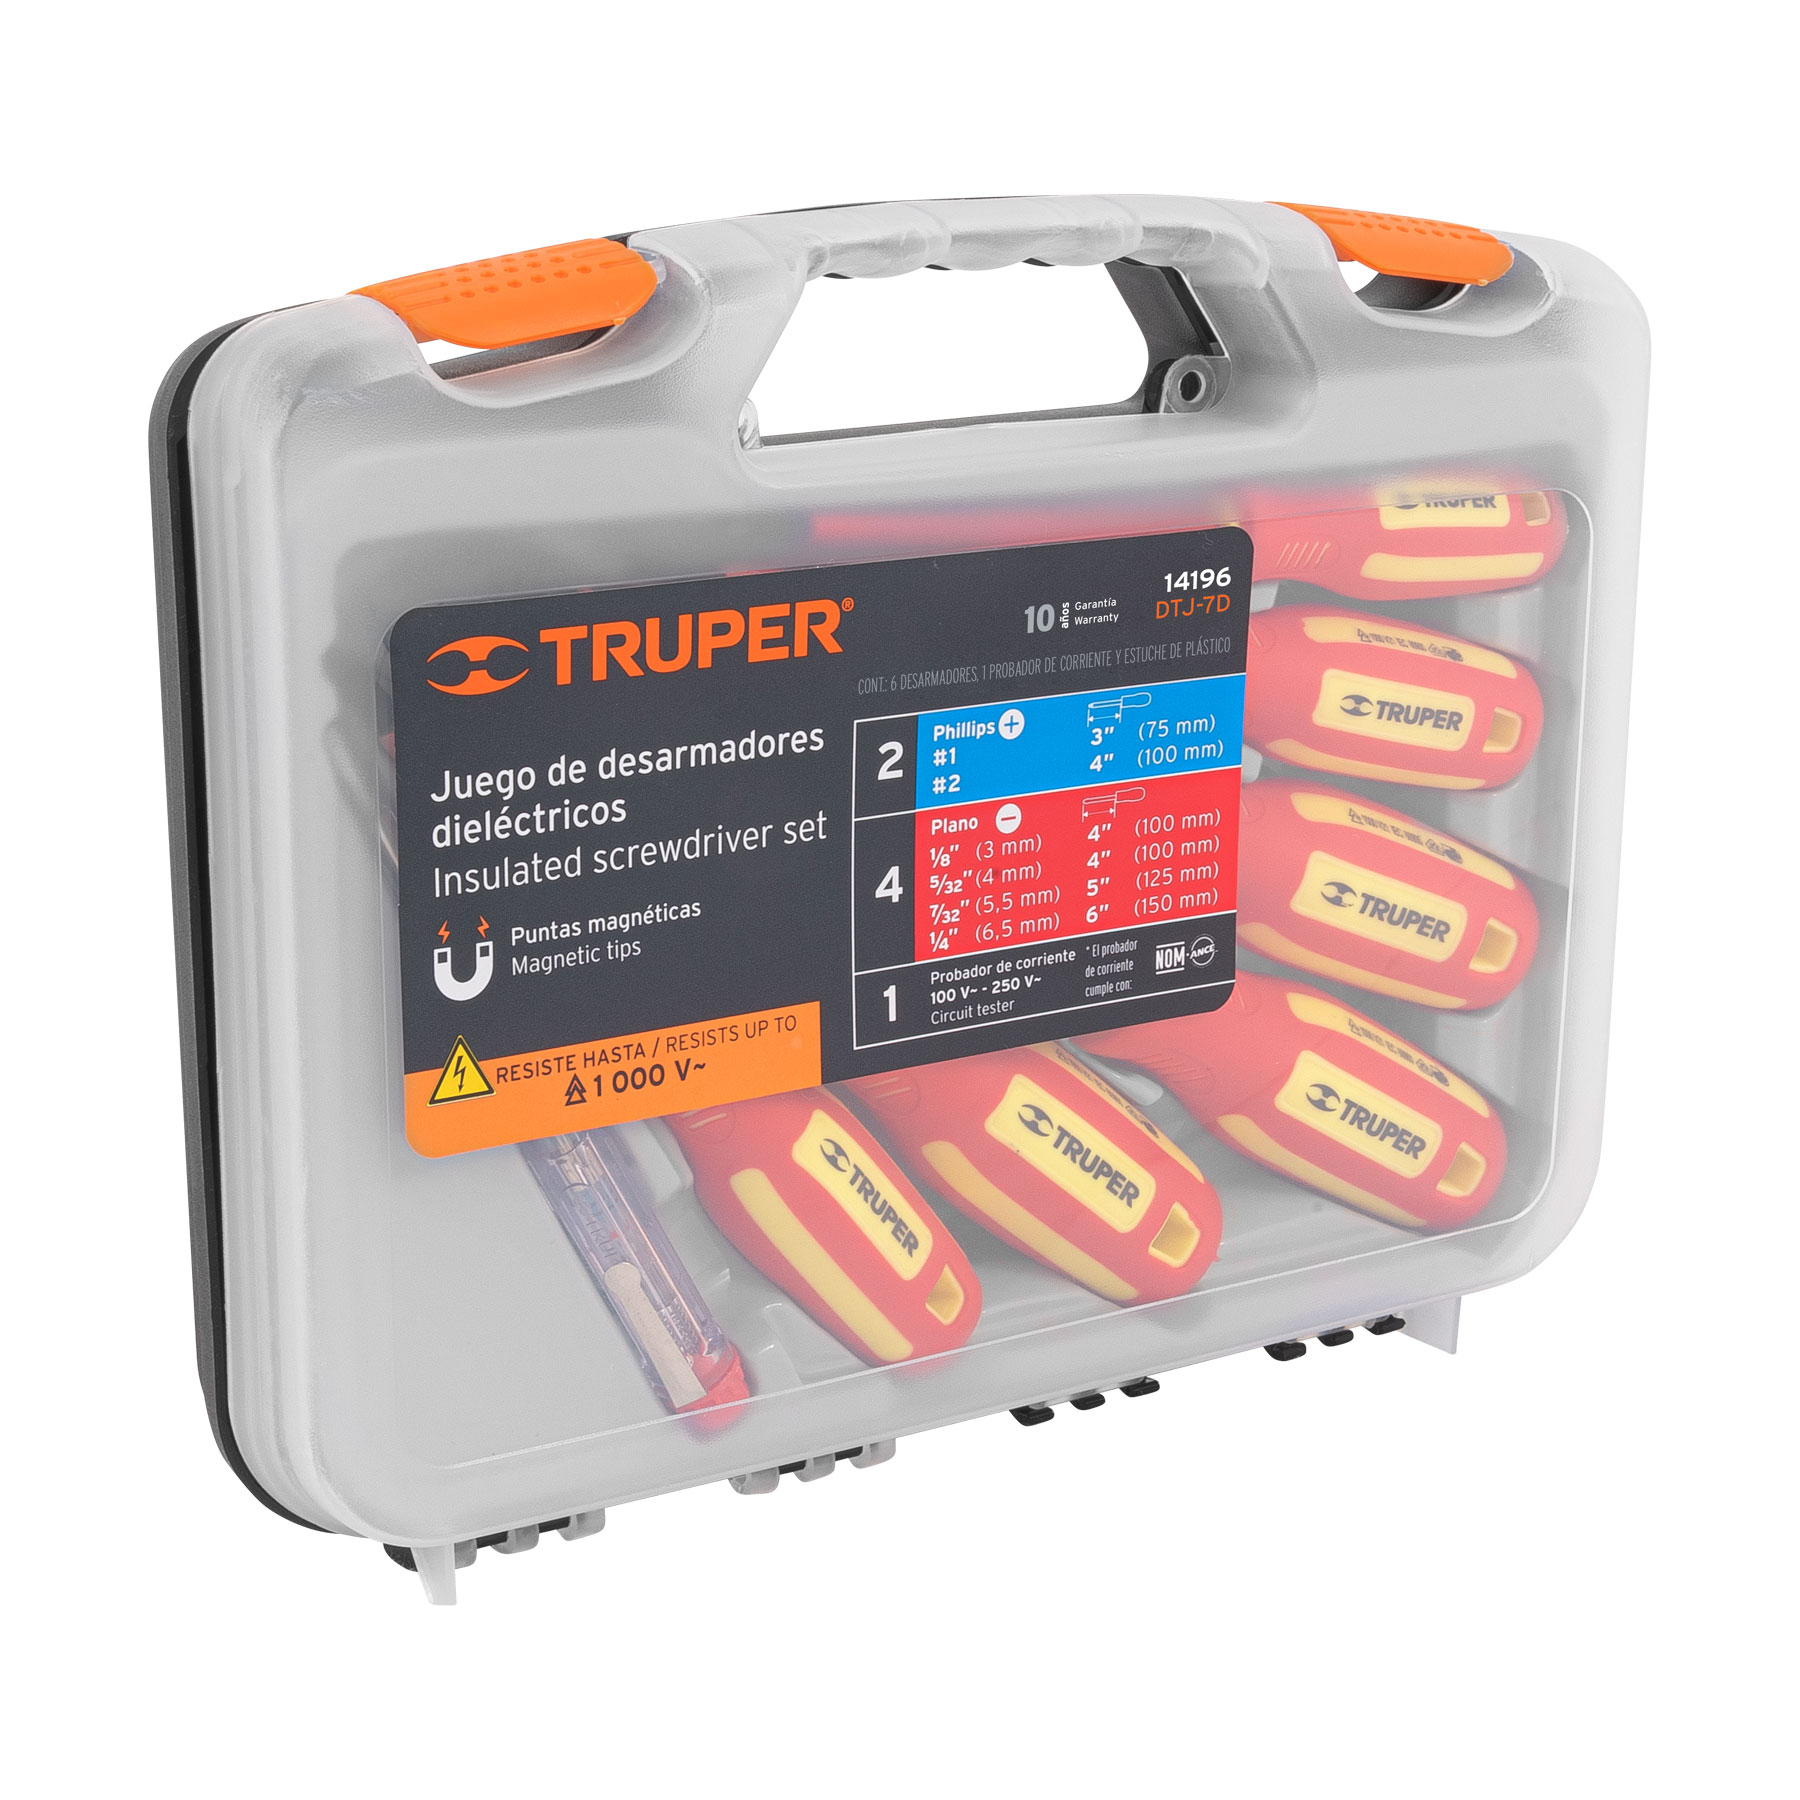 TRUPER®
10 años Garantía
Warranty
14196
DTJ-7D
CONT.: 6 DESARMADORES, 1 PROBADOR DE CORRIENTE Y ESTUCHE DE PLÁSTICO
Juego de desarmadores
dieléctricos
Insulated screwdriver set
Puntas magnéticas
Magnetic tips
RESISTE HASTA / RESISTS UP TO
1 000 V~
2
Phillips
#1 3" (75 mm)
#2 4" (100 mm)
4
Plano
1/8" (3 mm) 4" (100 mm)
5/32" (4 mm) 4" (100 mm)
7/32" (5,5 mm) 5" (125 mm)
1/4" (6,5 mm) 6" (150 mm)
1
Probador de corriente
100 V~ - 250 V~
Circuit tester
* El probador
de corriente
cumple con:
NOM-ANCE
TRUPER
TRUPER
TRUPER
TRUPER
TRUPER
TRUPER